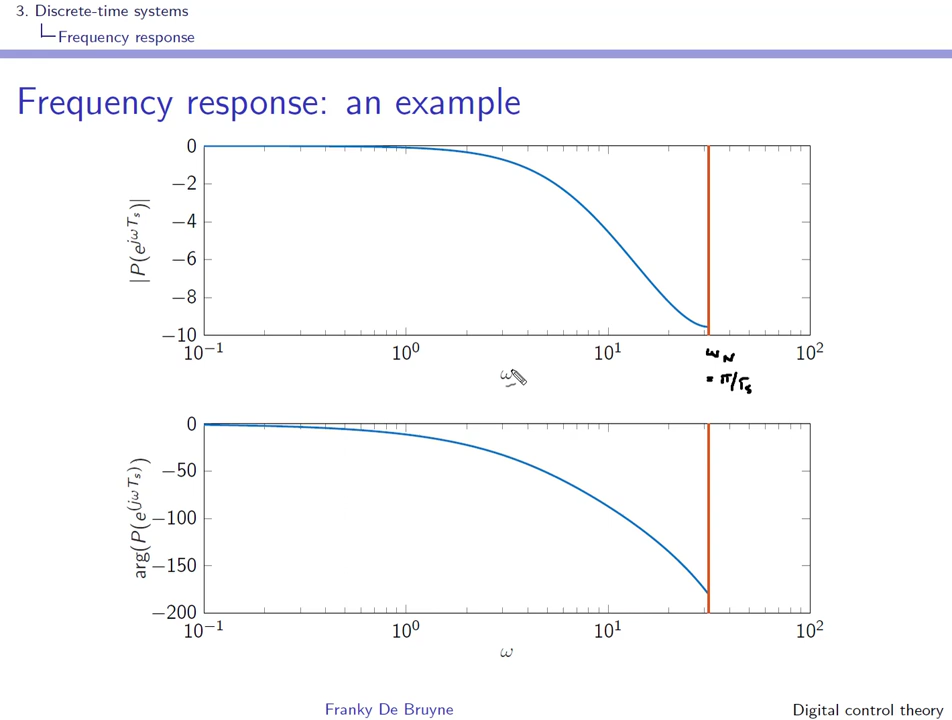 3. Discrete-time systems
Frequency response
Frequency response: an example
|P(e^{jωT_s})|
0
−2
−4
−6
−8
−10
10^{−1}
10^0
10^1
10^2
ω
ω_N
= π/T_s
arg(P(e^{(jωT_s)})
0
−50
−100
−150
−200
10^{−1}
10^0
10^1
10^2
ω
Franky De Bruyne
Digital control theory